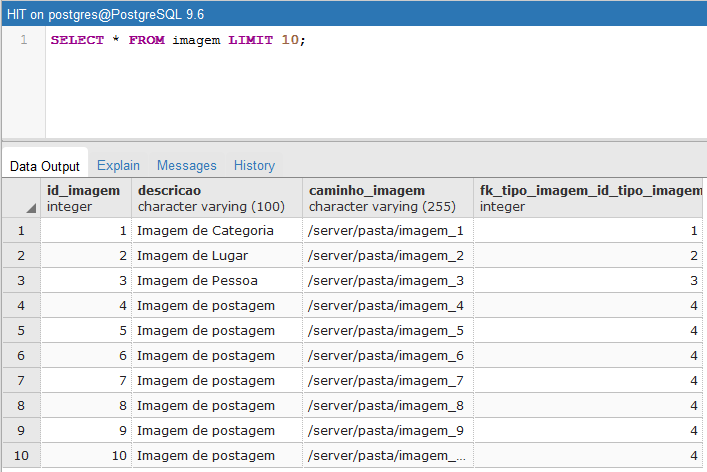 HIT on postgres@PostgreSQL 9.6
1 SELECT * FROM imagem LIMIT 10;
Data Output Explain Messages History
id_imagem descricao caminho_imagem fk_tipo_imagem_id_tipo_imagem
integer character varying (100) character varying (255) integer
1 1 Imagem de Categoria /server/pasta/imagem_1 1
2 2 Imagem de Lugar /server/pasta/imagem_2 2
3 3 Imagem de Pessoa /server/pasta/imagem_3 3
4 4 Imagem de postagem /server/pasta/imagem_4 4
5 5 Imagem de postagem /server/pasta/imagem_5 4
6 6 Imagem de postagem /server/pasta/imagem_6 4
7 7 Imagem de postagem /server/pasta/imagem_7 4
8 8 Imagem de postagem /server/pasta/imagem_8 4
9 9 Imagem de postagem /server/pasta/imagem_9 4
10 10 Imagem de postagem /server/pasta/imagem_... 4